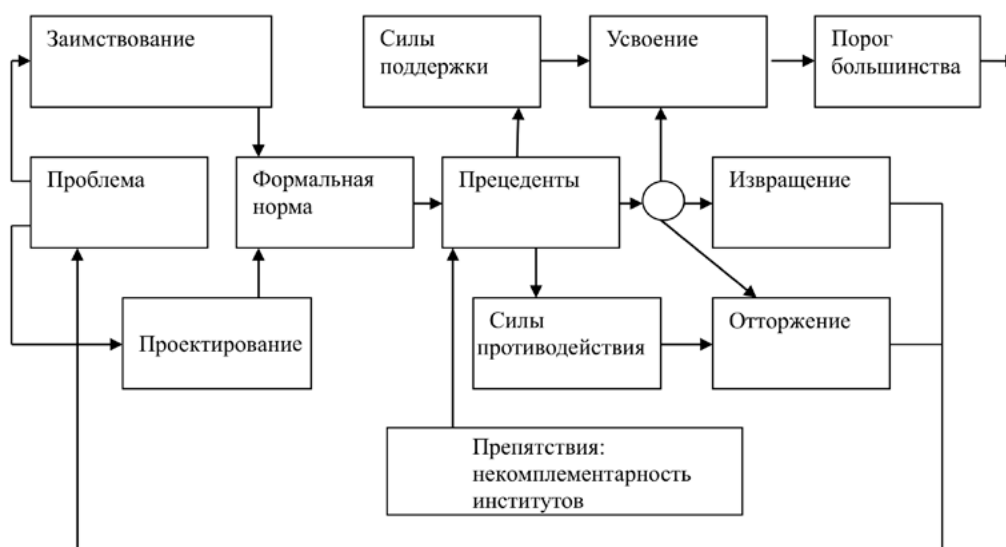 Заимствование
Силы
поддержки
Усвоение
Порог
большинства
Проблема
Формальная
норма
Прецеденты
Извращение
Проектирование
Силы
противодействия
Отторжение
Препятствия:
некомплементарность
институтов